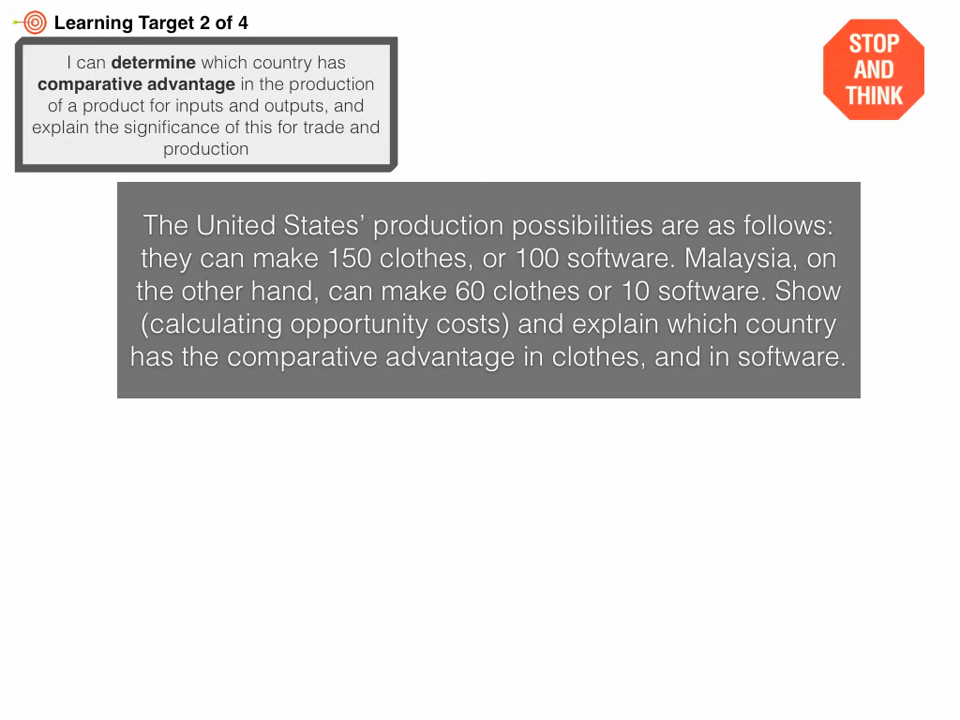 Learning Target 2 of 4
I can determine which country has
comparative advantage in the production
of a product for inputs and outputs, and
explain the significance of this for trade and
production
STOP
AND
THINK
The United States’ production possibilities are as follows:
they can make 150 clothes, or 100 software. Malaysia, on
the other hand, can make 60 clothes or 10 software. Show
(calculating opportunity costs) and explain which country
has the comparative advantage in clothes, and in software.